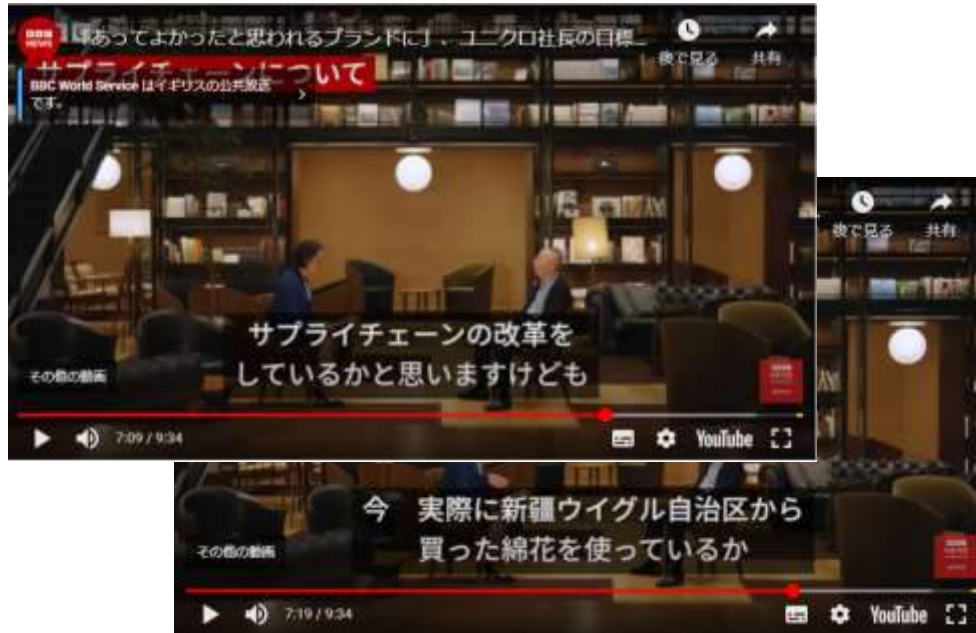 BBC
NEWS
「あってよかったと思われるブランドに」、ユニクロ社長の目標...
後で見る
共有
サプライチェーンについて
BBC World Service はイギリスの公共放送
です。
サプライチェーンの改革を
しているかと思いますけども
その他の動画
7:09 / 9:34
YouTube
後で見る
共有
今 実際に新疆ウイグル自治区から
買った綿花を使っているか
その他の動画
7:19 / 9:34
YouTube